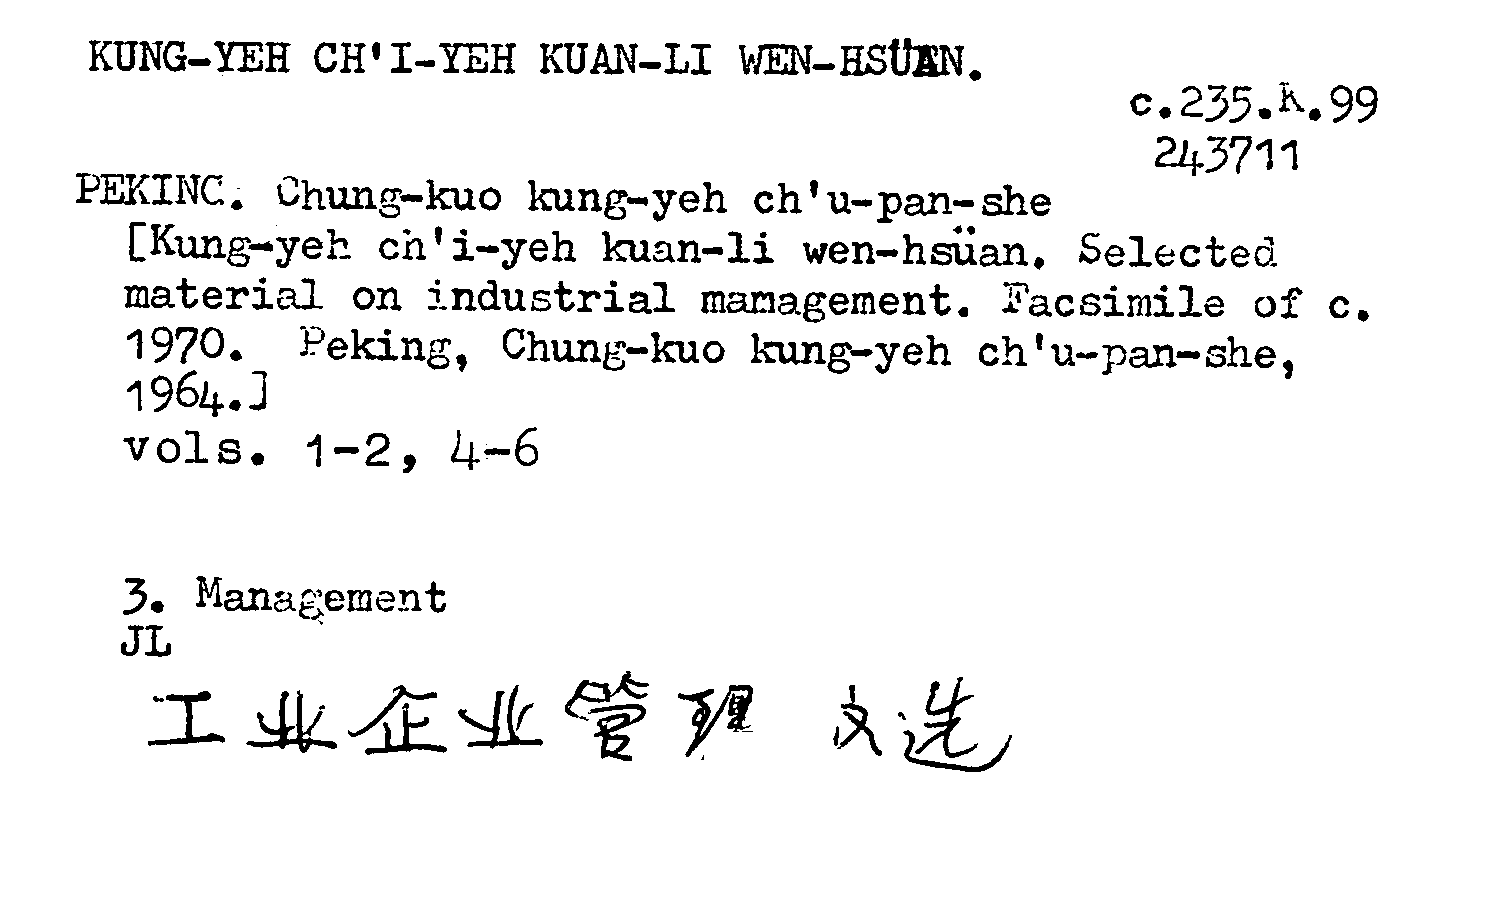 KUNG-YEH CH'I-YEH KUAN-LI WEN-HSÜAN.
c.235.K.99
243711
PEKING. Chung-kuo kung-yeh ch'u-pan-she
[Kung-yeh ch'i-yeh kuan-li wen-hsüan. Selected
material on industrial management. Facsimile of c.
1970. Peking, Chung-kuo kung-yeh ch'u-pan-she,
1964.]
vols. 1-2, 4-6
3. Management
JL
工业企业管理 文选